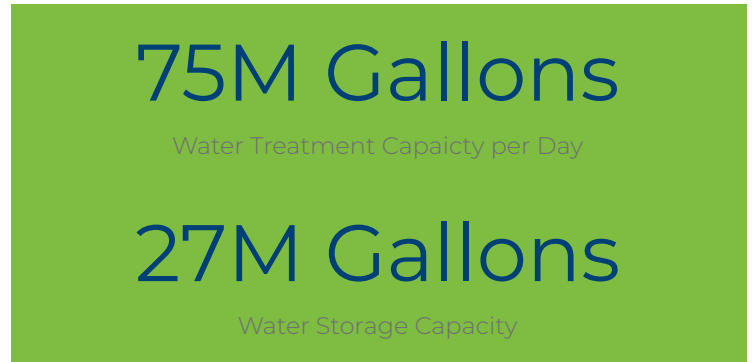 75M Gallons
Water Treatment Capaicty per Day
27M Gallons
Water Storage Capacity